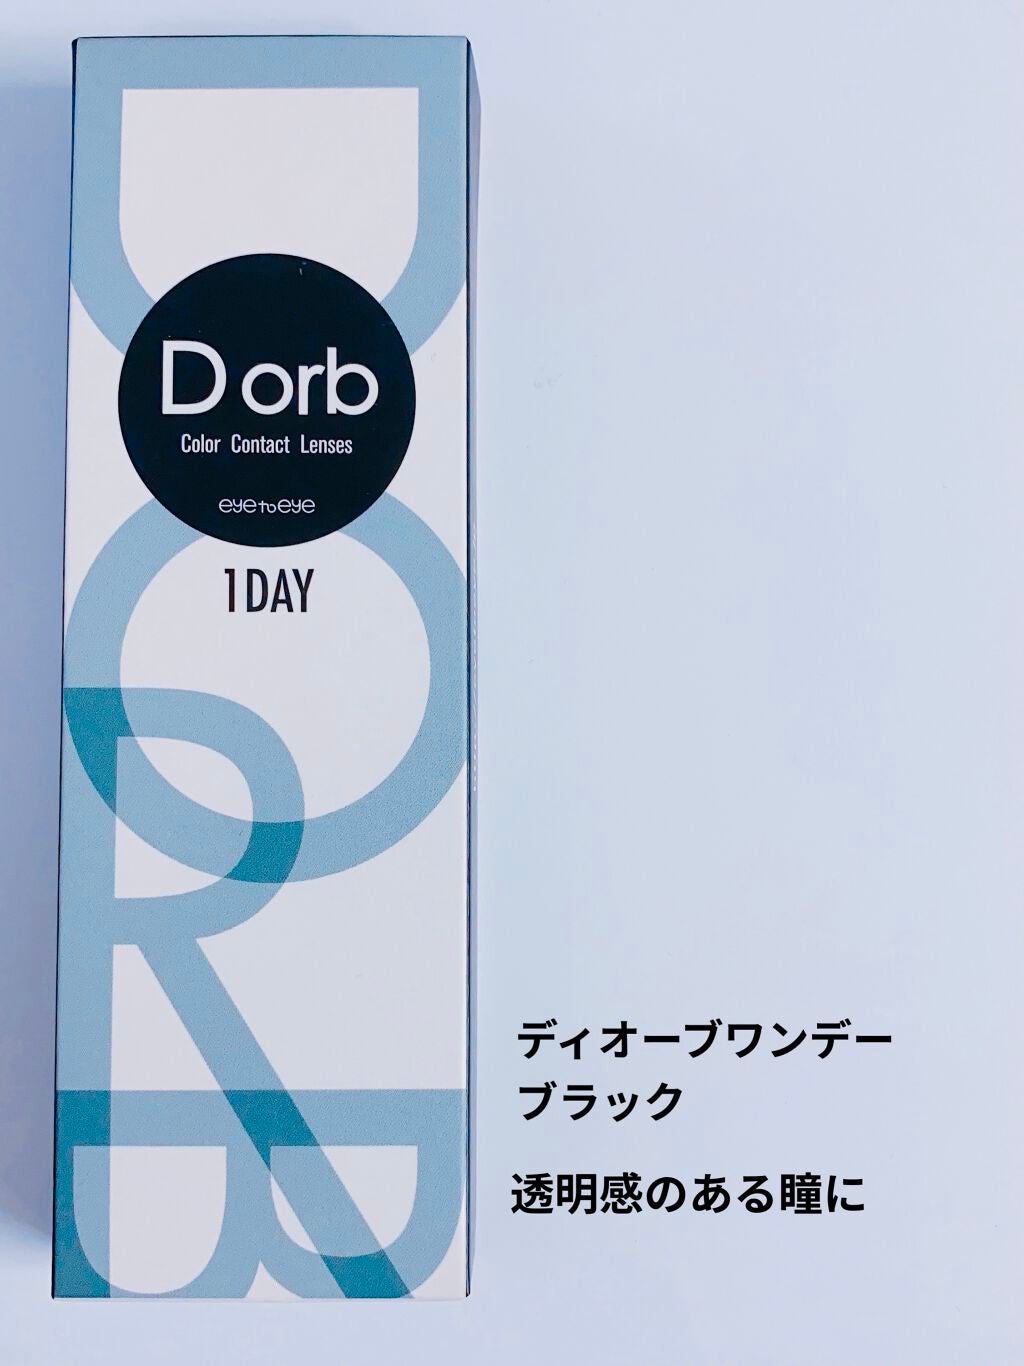 D orb
Color Contact Lenses
eye to eye
1DAY
DORB
ディオーブワンデー
ブラック
透明感のある瞳に